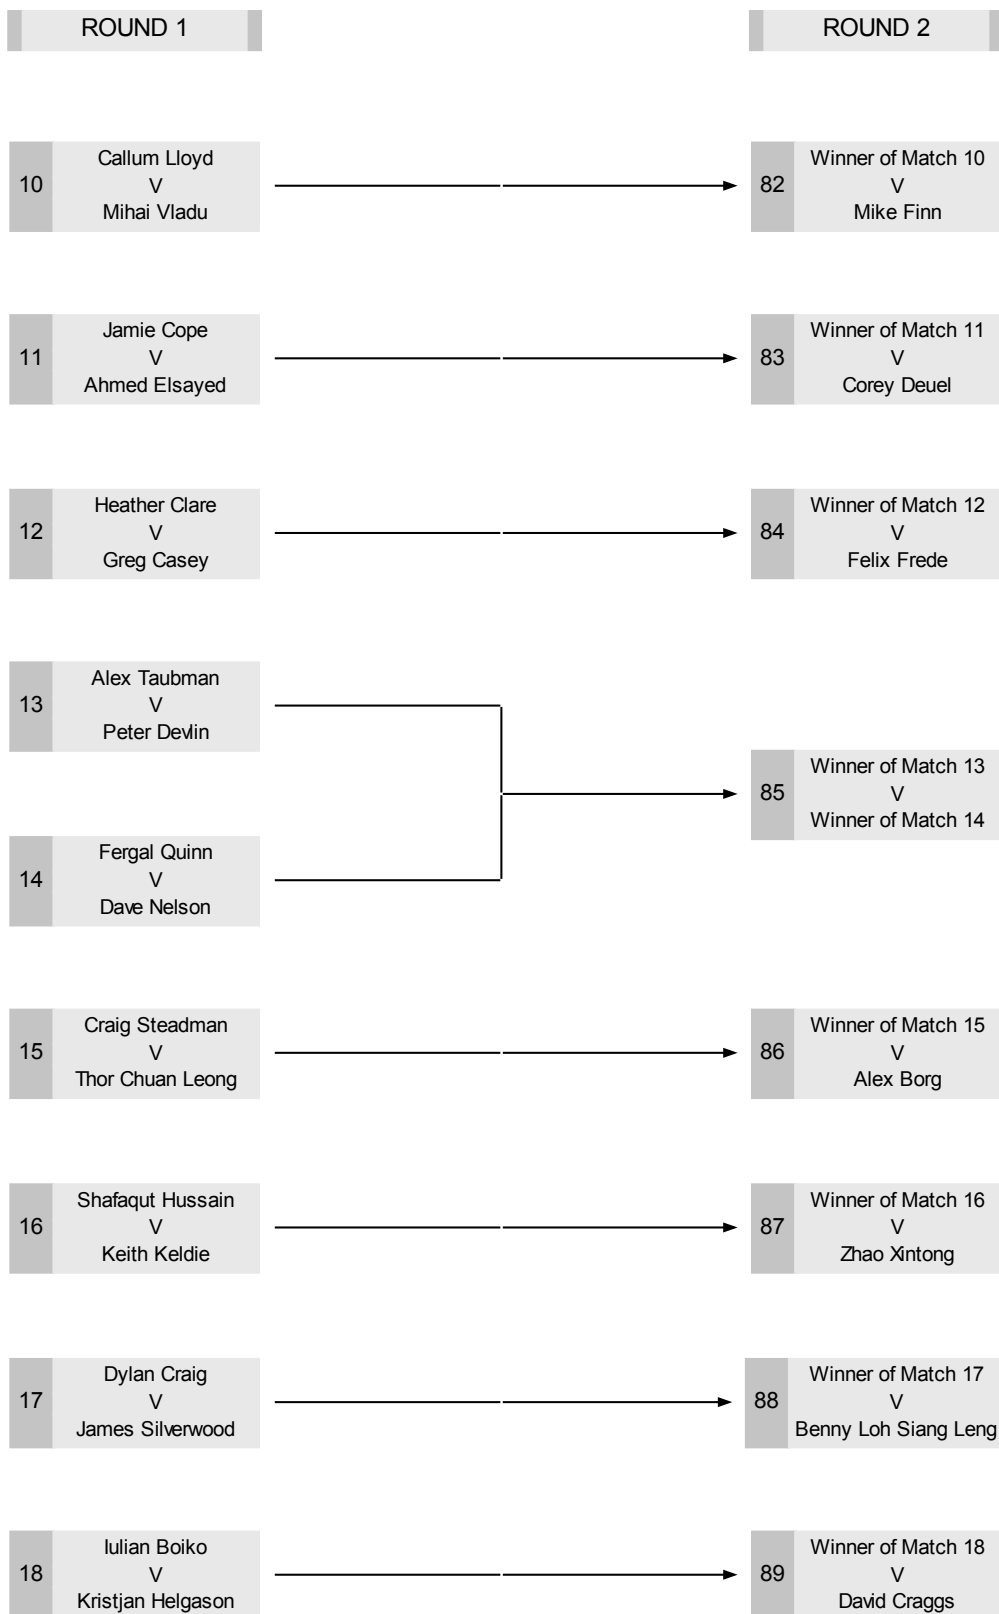 ROUND 1
ROUND 2
10
Callum Lloyd
V
Mihai Vladu
82
Winner of Match 10
V
Mike Finn
11
Jamie Cope
V
Ahmed Elsayed
83
Winner of Match 11
V
Corey Deuel
12
Heather Clare
V
Greg Casey
84
Winner of Match 12
V
Felix Frede
13
Alex Taubman
V
Peter Devlin
14
Fergal Quinn
V
Dave Nelson
85
Winner of Match 13
V
Winner of Match 14
15
Craig Steadman
V
Thor Chuan Leong
86
Winner of Match 15
V
Alex Borg
16
Shafaqut Hussain
V
Keith Keldie
87
Winner of Match 16
V
Zhao Xintong
17
Dylan Craig
V
James Silverwood
88
Winner of Match 17
V
Benny Loh Siang Leng
18
Iulian Boiko
V
Kristjan Helgason
89
Winner of Match 18
V
David Craggs